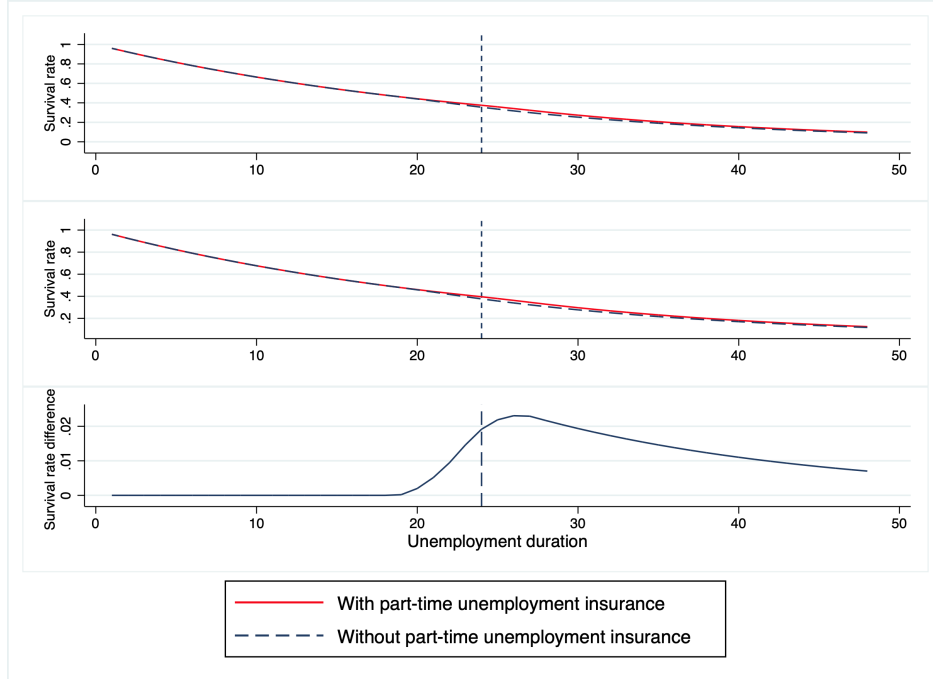 Survival rate
1
.8
.6
.4
.2
0
0 10 20 30 40 50
Survival rate
1
.8
.6
.4
.2
0 10 20 30 40 50
Survival rate difference
.02
.01
0
0 10 20 30 40 50
Unemployment duration
With part-time unemployment insurance
Without part-time unemployment insurance